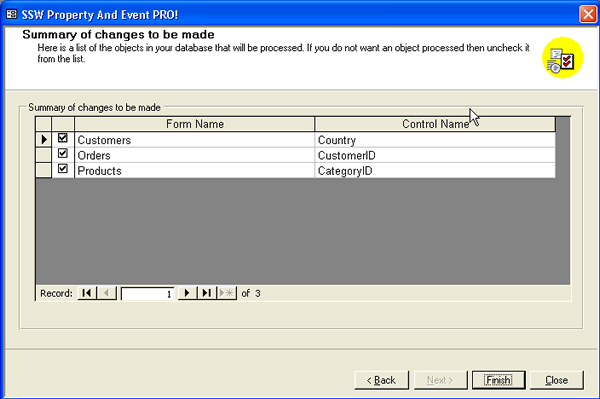 SSW Property And Event PRO!
Summary of changes to be made
Here is a list of the objects in your database that will be processed. If you do not want an object processed then uncheck it
from the list.
Summary of changes to be made
Form Name Control Name
Customers Country
Orders CustomerID
Products CategoryID
Record: 1 of 3
< Back Next > Finish Close